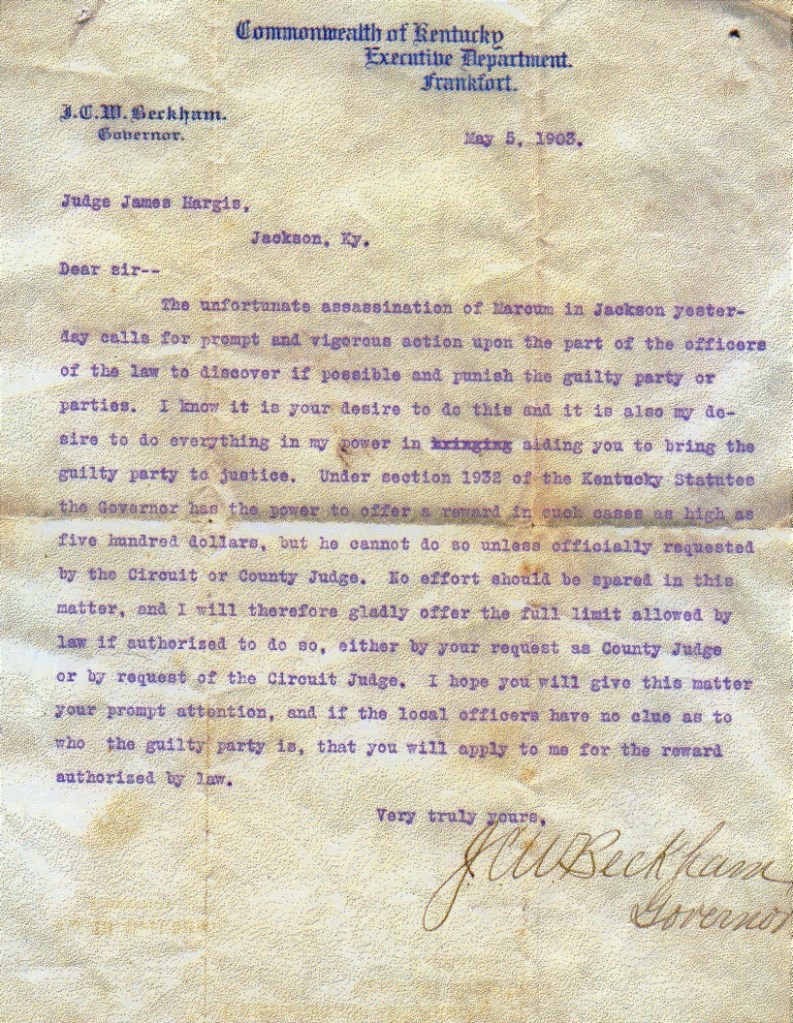 Commonwealth of Kentucky
Executive Department.
Frankfort.
J.C.W. Beckham.
Governor.
May 5, 1903.
Judge James Hargis,
Jackson, Ky.
Dear sir--
The unfortunate assassination of Marcum in Jackson yester-
day calls for prompt and vigorous action upon the part of the officers
of the law to discover if possible and punish the guilty party or
parties. I know it is your desire to do this and it is also my de-
sire to do everything in my power in bringing aiding you to bring the
guilty party to justice. Under section 1932 of the Kentucky Statutes
the Governor has the power to offer a reward in such cases as high as
five hundred dollars, but he cannot do so unless officially requested
by the Circuit or County Judge. No effort should be spared in this
matter, and I will therefore gladly offer the full limit allowed by
law if authorized to do so, either by your request as County Judge
or by request of the Circuit Judge. I hope you will give this matter
your prompt attention, and if the local officers have no clue as to
who the guilty party is, that you will apply to me for the reward
authorized by law.
Very truly yours,
J.C.W. Beckham
Governor